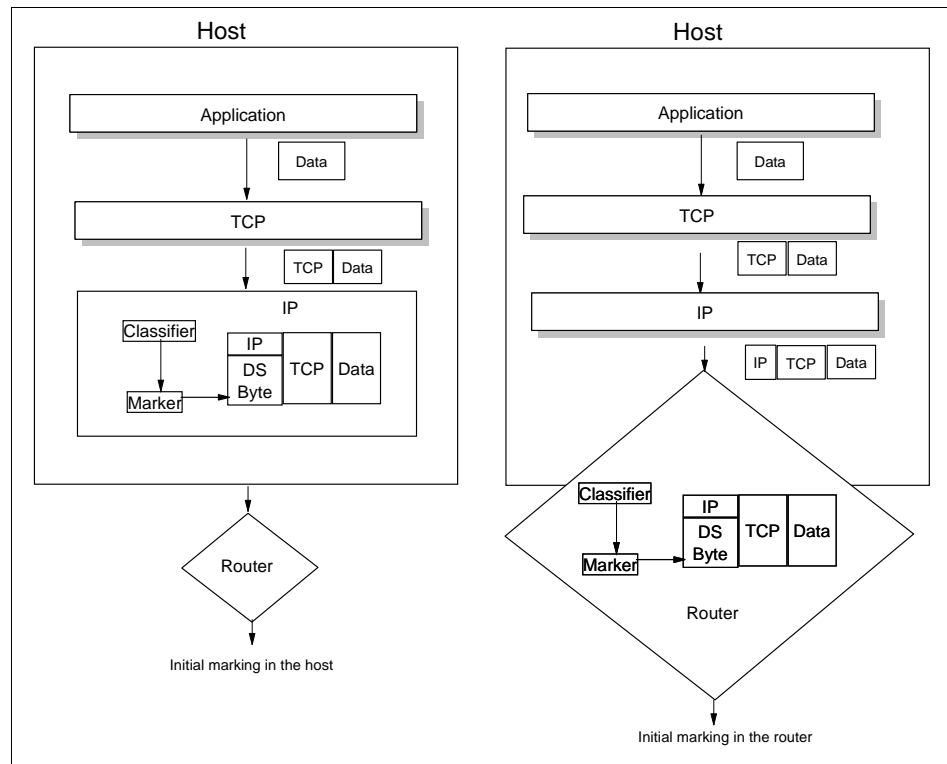 Host
Application
Data
TCP
TCP Data
IP
Classifier
IP
DS
Byte
TCP
Data
Marker
Router
Initial marking in the host
Host
Application
Data
TCP
TCP Data
IP
IP TCP Data
Classifier
IP
DS
Byte
TCP
Data
Marker
Router
Initial marking in the router